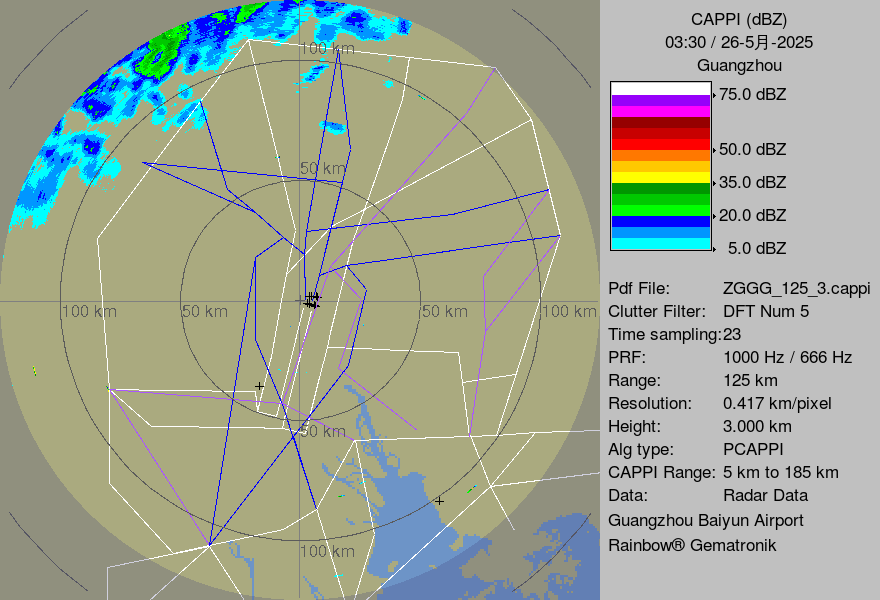 CAPPI (dBZ)
03:30 / 26-5月-2025
Guangzhou
75.0 dBZ
50.0 dBZ
35.0 dBZ
20.0 dBZ
5.0 dBZ
Pdf File: ZGGG_125_3.cappi
Clutter Filter: DFT Num 5
Time sampling:23
PRF: 1000 Hz / 666 Hz
Range: 125 km
Resolution: 0.417 km/pixel
Height: 3.000 km
Alg type: PCAPPI
CAPPI Range: 5 km to 185 km
Data: Radar Data
Guangzhou Baiyun Airport
Rainbow® Gematronik
100 km
50 km
100 km
50 km
50 km
100 km
50 km
100 km